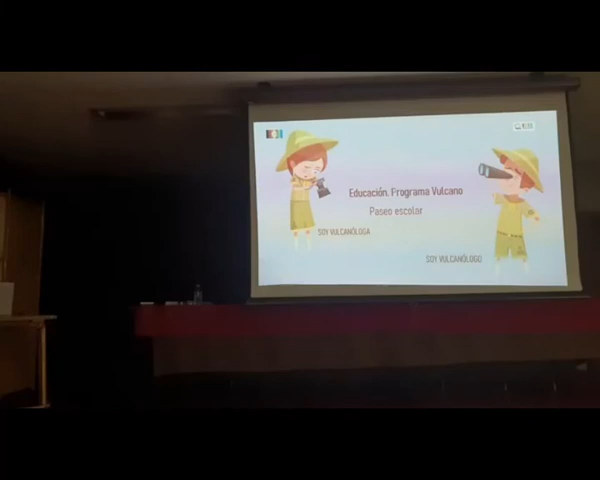 Educación. Programa Vulcano
Paseo escolar
SOY VULCANÓLOGA
SOY VULCANÓLOGO